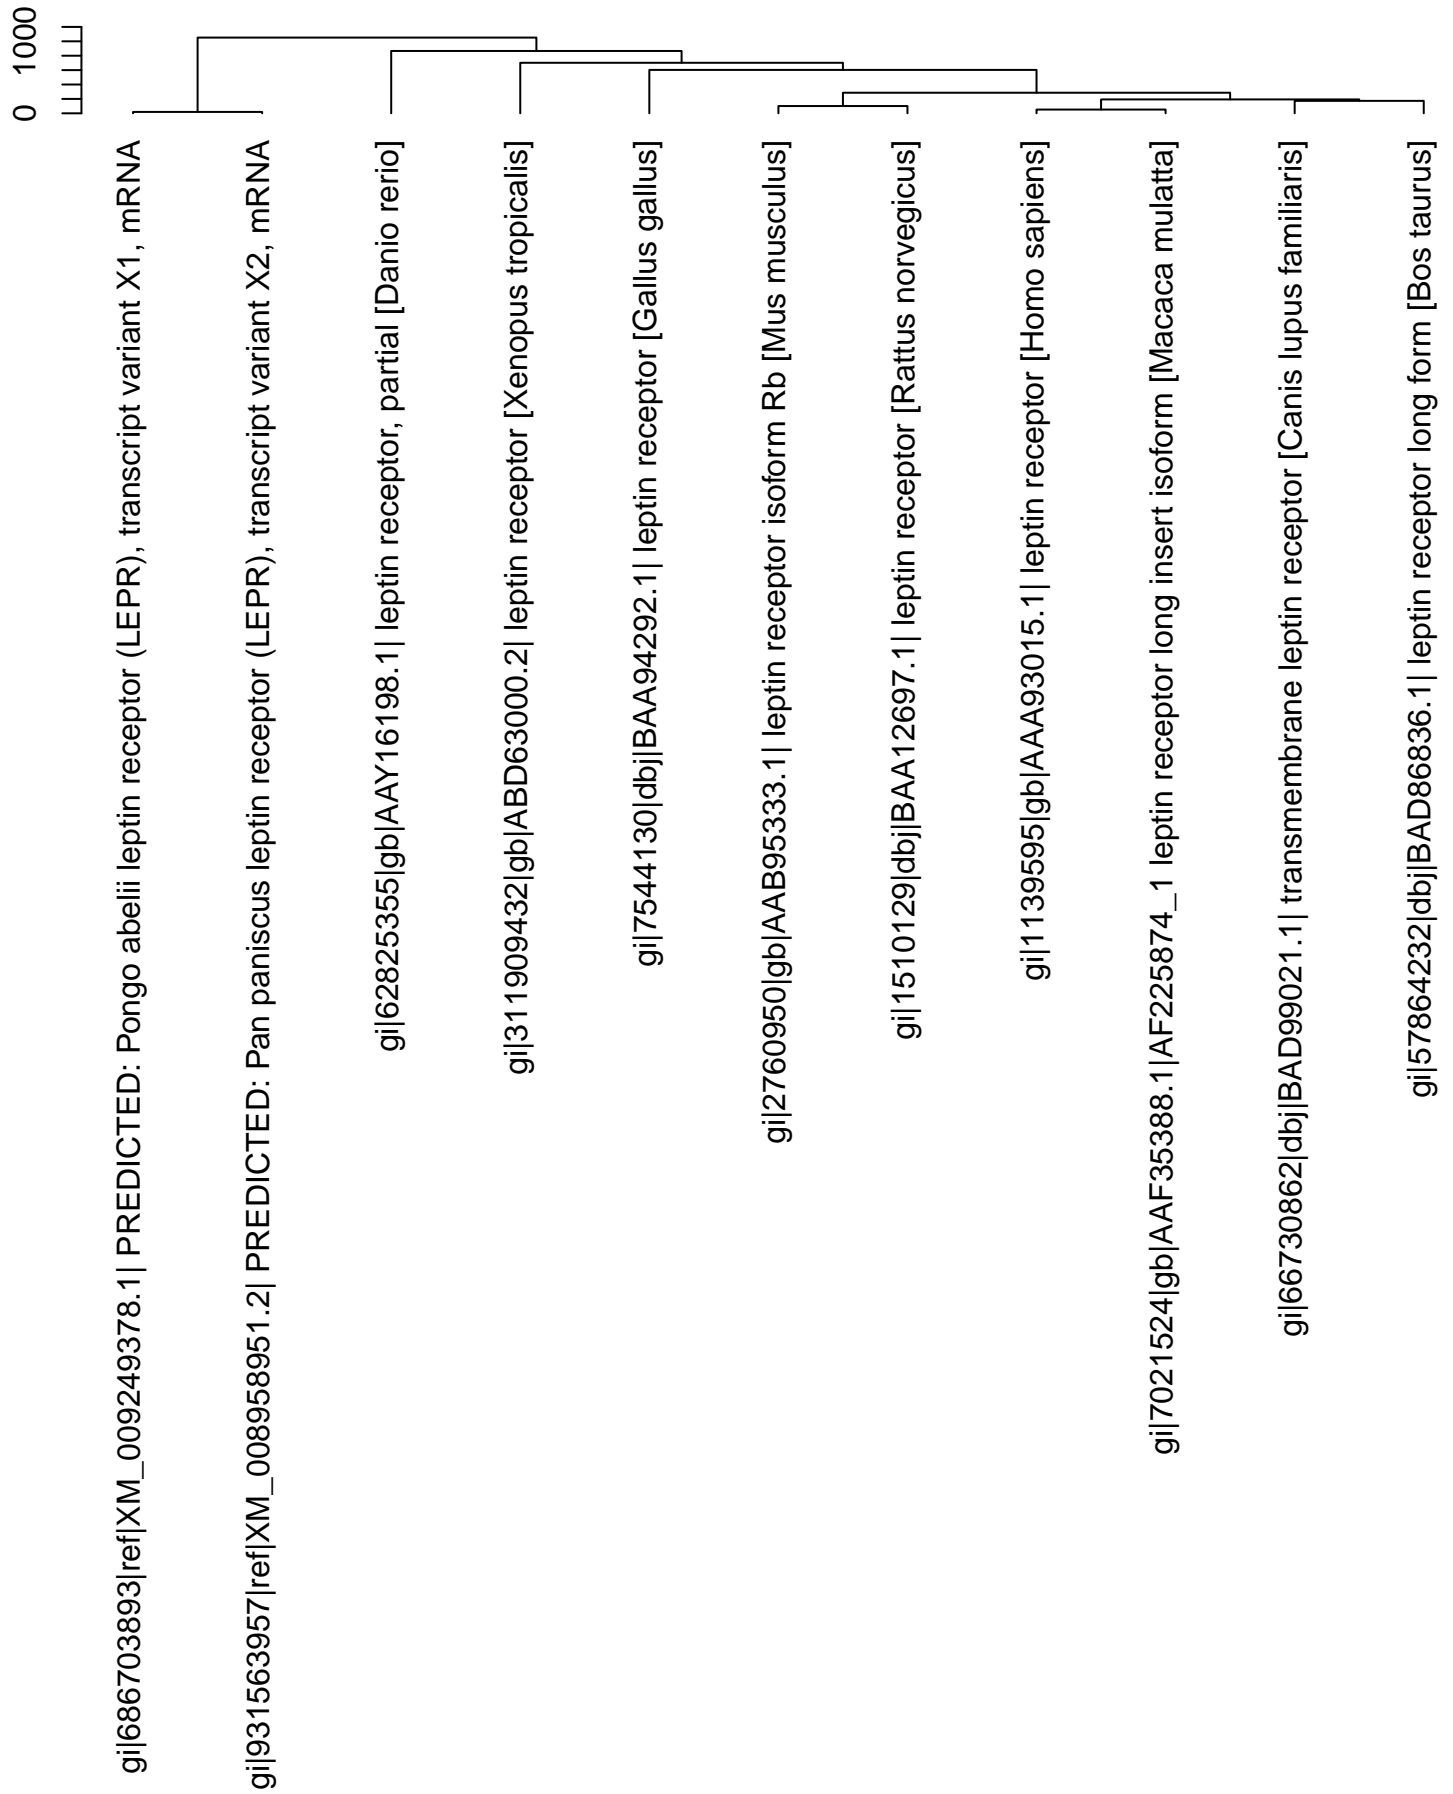 0 1000
gi|686703893|ref|XM_009249378.1| PREDICTED: Pongo abelii leptin receptor (LEPR), transcript variant X1, mRNA
gi|931563957|ref|XM_008958951.2| PREDICTED: Pan paniscus leptin receptor (LEPR), transcript variant X2, mRNA
gi|62825355|gb|AAY16198.1| leptin receptor, partial [Danio rerio]
gi|311909432|gb|ABD63000.2| leptin receptor [Xenopus tropicalis]
gi|7544130|dbj|BAA94292.1| leptin receptor [Gallus gallus]
gi|2760950|gb|AAB95333.1| leptin receptor isoform Rb [Mus musculus]
gi|1510129|dbj|BAA12697.1| leptin receptor [Rattus norvegicus]
gi|1139595|gb|AAA93015.1| leptin receptor [Homo sapiens]
gi|7021524|gb|AAF35388.1|AF225874_1 leptin receptor long insert isoform [Macaca mulatta]
gi|66730862|dbj|BAD99021.1| transmembrane leptin receptor [Canis lupus familiaris]
gi|57864232|dbj|BAD86836.1| leptin receptor long form [Bos taurus]